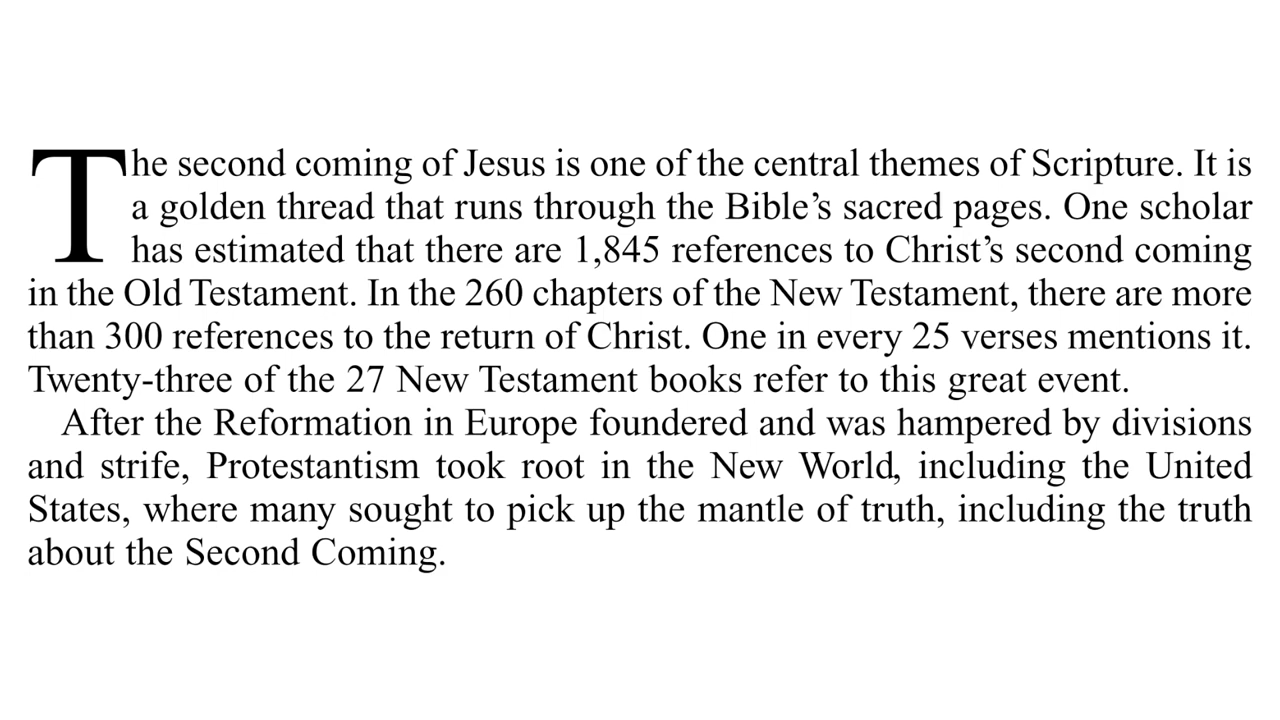 The second coming of Jesus is one of the central themes of Scripture. It is
a golden thread that runs through the Bible’s sacred pages. One scholar
has estimated that there are 1,845 references to Christ’s second coming
in the Old Testament. In the 260 chapters of the New Testament, there are more
than 300 references to the return of Christ. One in every 25 verses mentions it.
Twenty-three of the 27 New Testament books refer to this great event.
After the Reformation in Europe foundered and was hampered by divisions
and strife, Protestantism took root in the New World, including the United
States, where many sought to pick up the mantle of truth, including the truth
about the Second Coming.